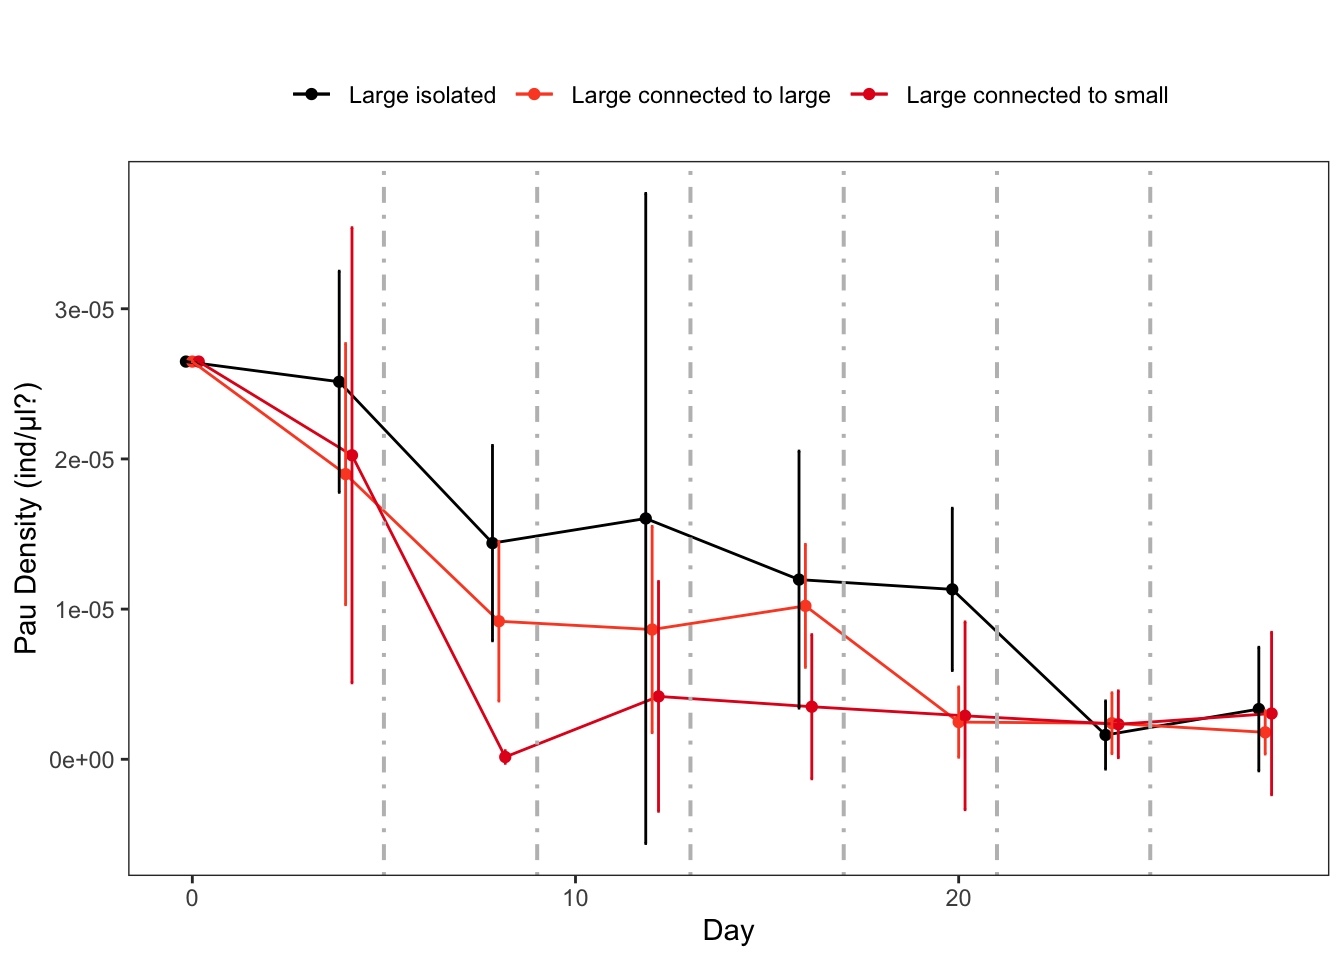 Large isolated Large connected to large Large connected to small
Pau Density (ind/µl?)
3e-05
2e-05
1e-05
0e+00
0 10 20
Day